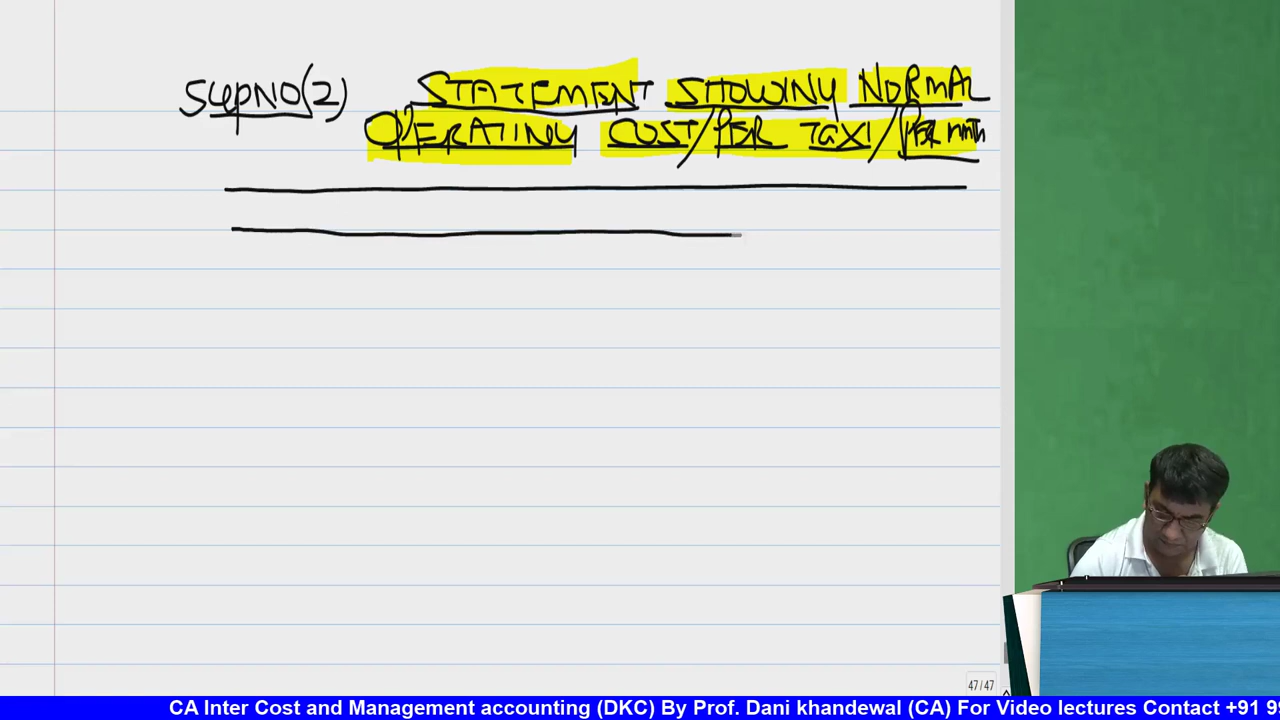 StepNO(2) STATEMENT SHOWING NORMAL
OPERATING COST/PER TAXI/PER mnth
47/47
CA Inter Cost and Management accounting (DKC) By Prof. Dani khandewal (CA) For Video lectures Contact +91 9